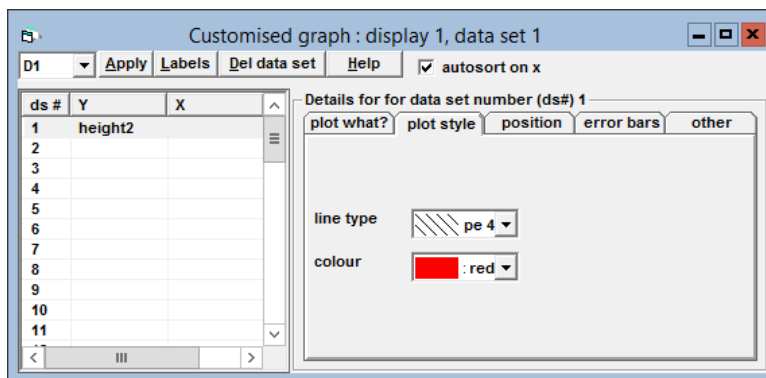 Customised graph : display 1, data set 1
D1 Apply Labels Del data set Help autosort on x
ds # Y X
1 height2
2
3
4
5
6
7
8
9
10
11
Details for for data set number (ds#) 1
plot what? plot style position error bars other
line type pe 4
colour : red